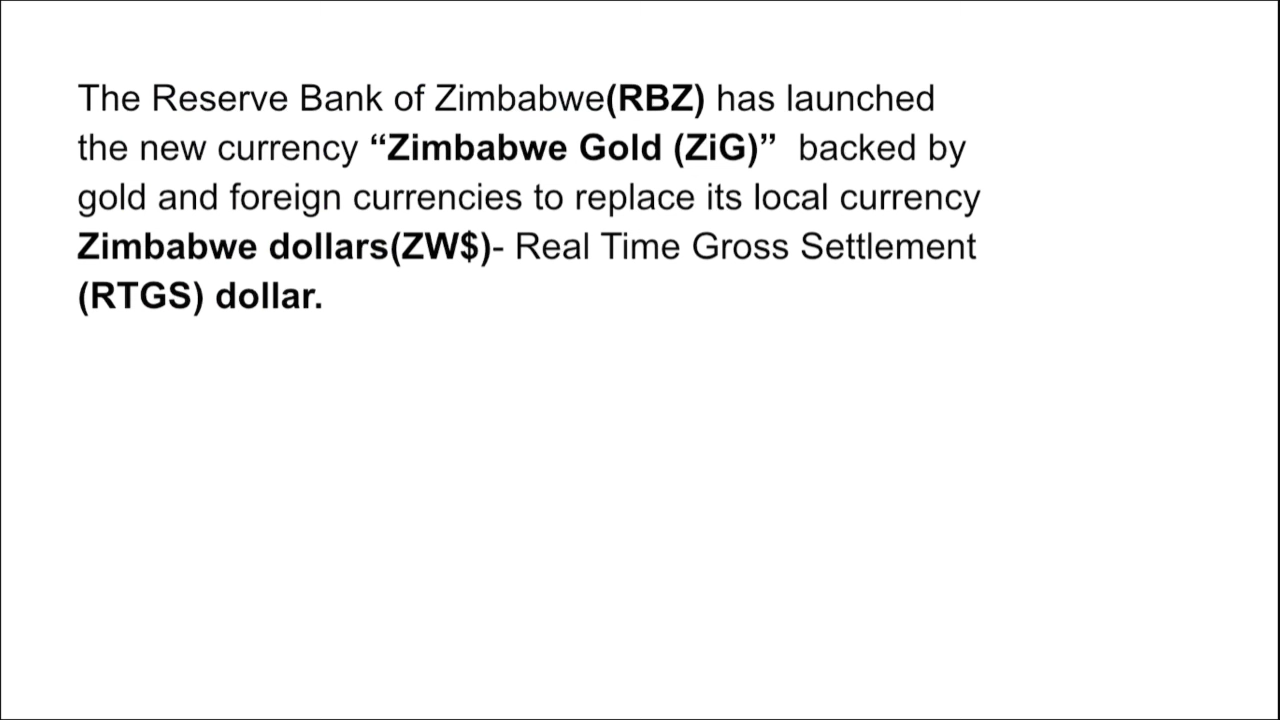 The Reserve Bank of Zimbabwe(RBZ) has launched
the new currency “Zimbabwe Gold (ZiG)”  backed by
gold and foreign currencies to replace its local currency
Zimbabwe dollars(ZW$)- Real Time Gross Settlement
(RTGS) dollar.